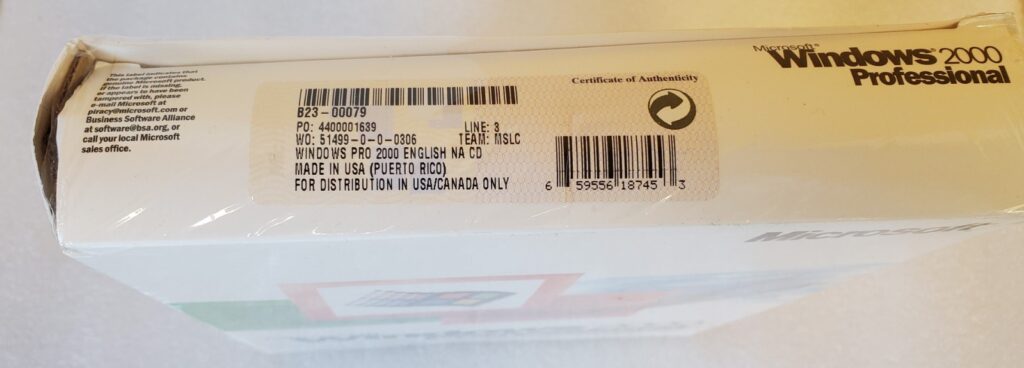 This label indicates that
the package contains
genuine Microsoft product.
If the label is missing,
or appears to have been
tampered with, please
e-mail Microsoft at
piracy@microsoft.com or
Business Software Alliance
at software@bsa.org, or
call your local Microsoft
sales office.
B23-00079
PO: 4400001639 LINE: 3
WO: 51499-0-0-0306 TEAM: MSLC
WINDOWS PRO 2000 ENGLISH NA CD
MADE IN USA (PUERTO RICO)
FOR DISTRIBUTION IN USA/CANADA ONLY
Certificate of Authenticity
6 59556 18745 3
Microsoft®
Windows® 2000
Professional
Microsoft